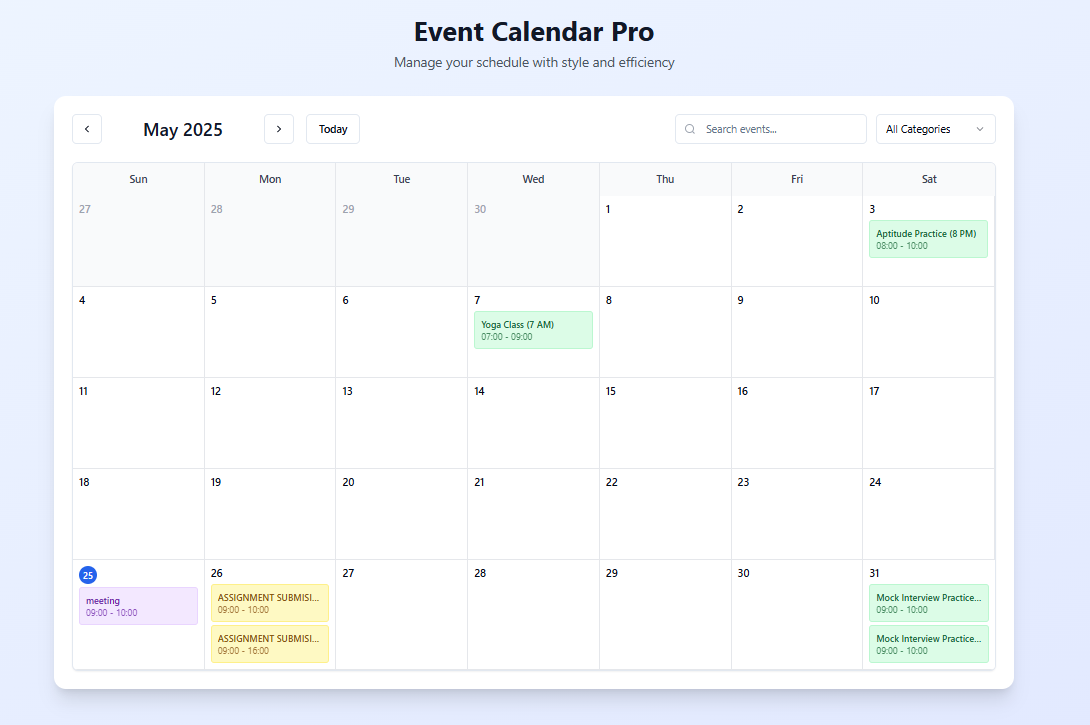 Event Calendar Pro
Manage your schedule with style and efficiency
May 2025
Today
Search events...
All Categories
Sun Mon Tue Wed Thu Fri Sat
27 28 29 30 1 2 3
Aptitude Practice (8 PM)
08:00 - 10:00
4 5 6 7 8 9 10
Yoga Class (7 AM)
07:00 - 09:00
11 12 13 14 15 16 17
18 19 20 21 22 23 24
25 26 27 28 29 30 31
meeting
09:00 - 10:00
ASSIGNMENT SUBMISI...
09:00 - 10:00
ASSIGNMENT SUBMISI...
09:00 - 16:00
Mock Interview Practice...
09:00 - 10:00
Mock Interview Practice...
09:00 - 10:00